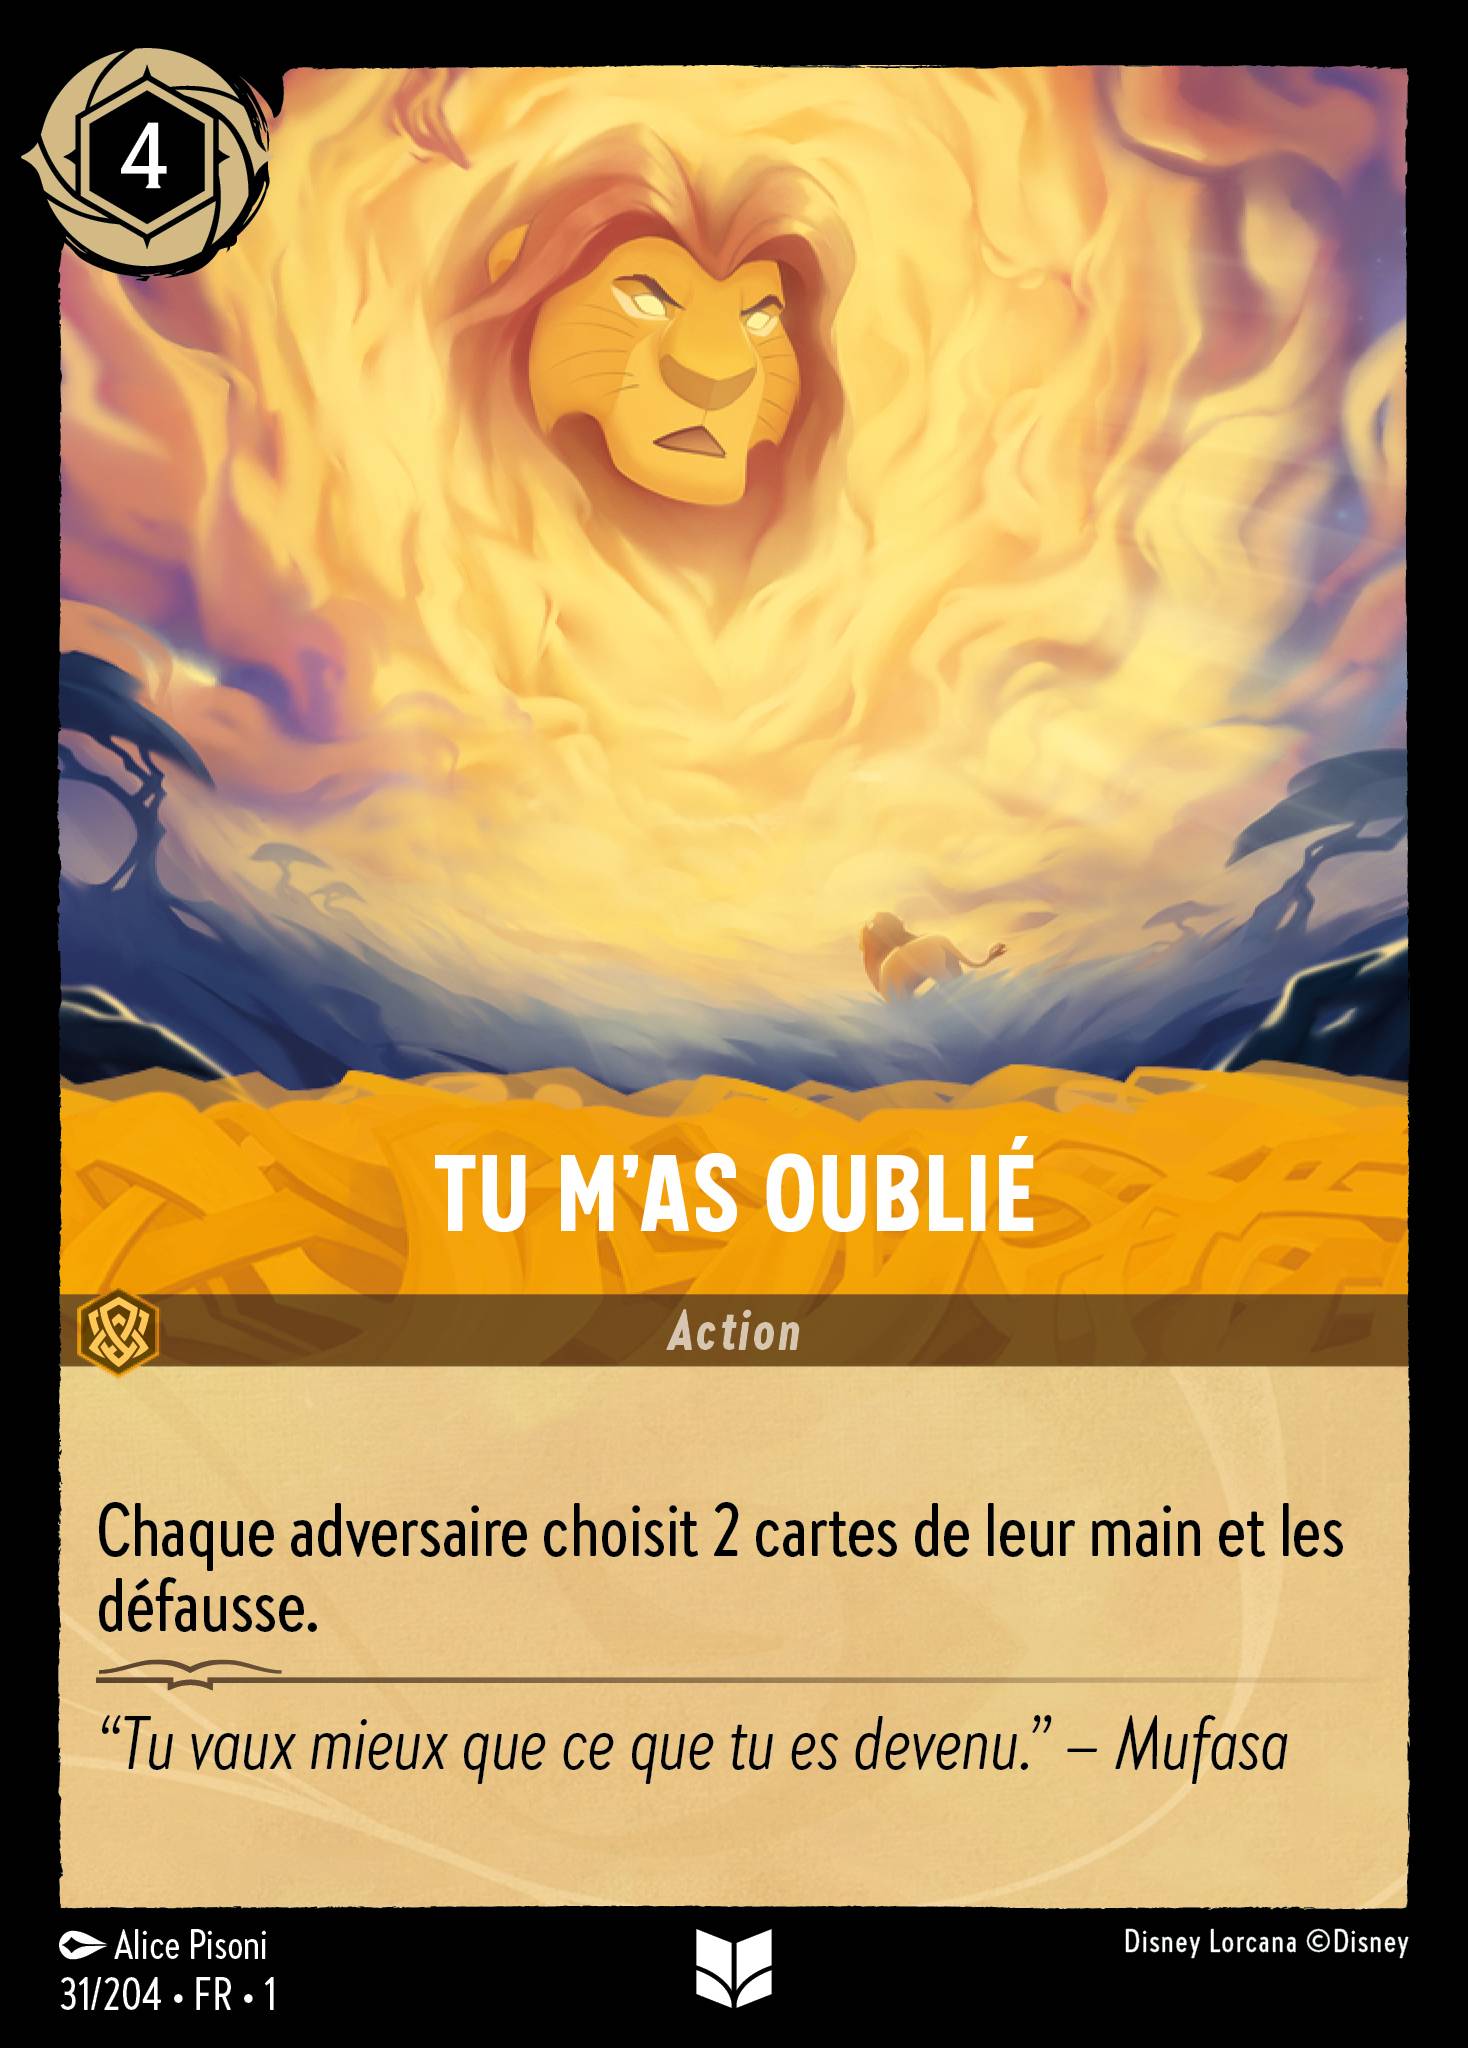 4
TU M’AS OUBLIÉ
Action
Chaque adversaire choisit 2 cartes de leur main et les
défausse.
“Tu vaux mieux que ce que tu es devenu.” – Mufasa
Alice Pisoni
Disney Lorcana ©Disney
31/204 • FR • 1